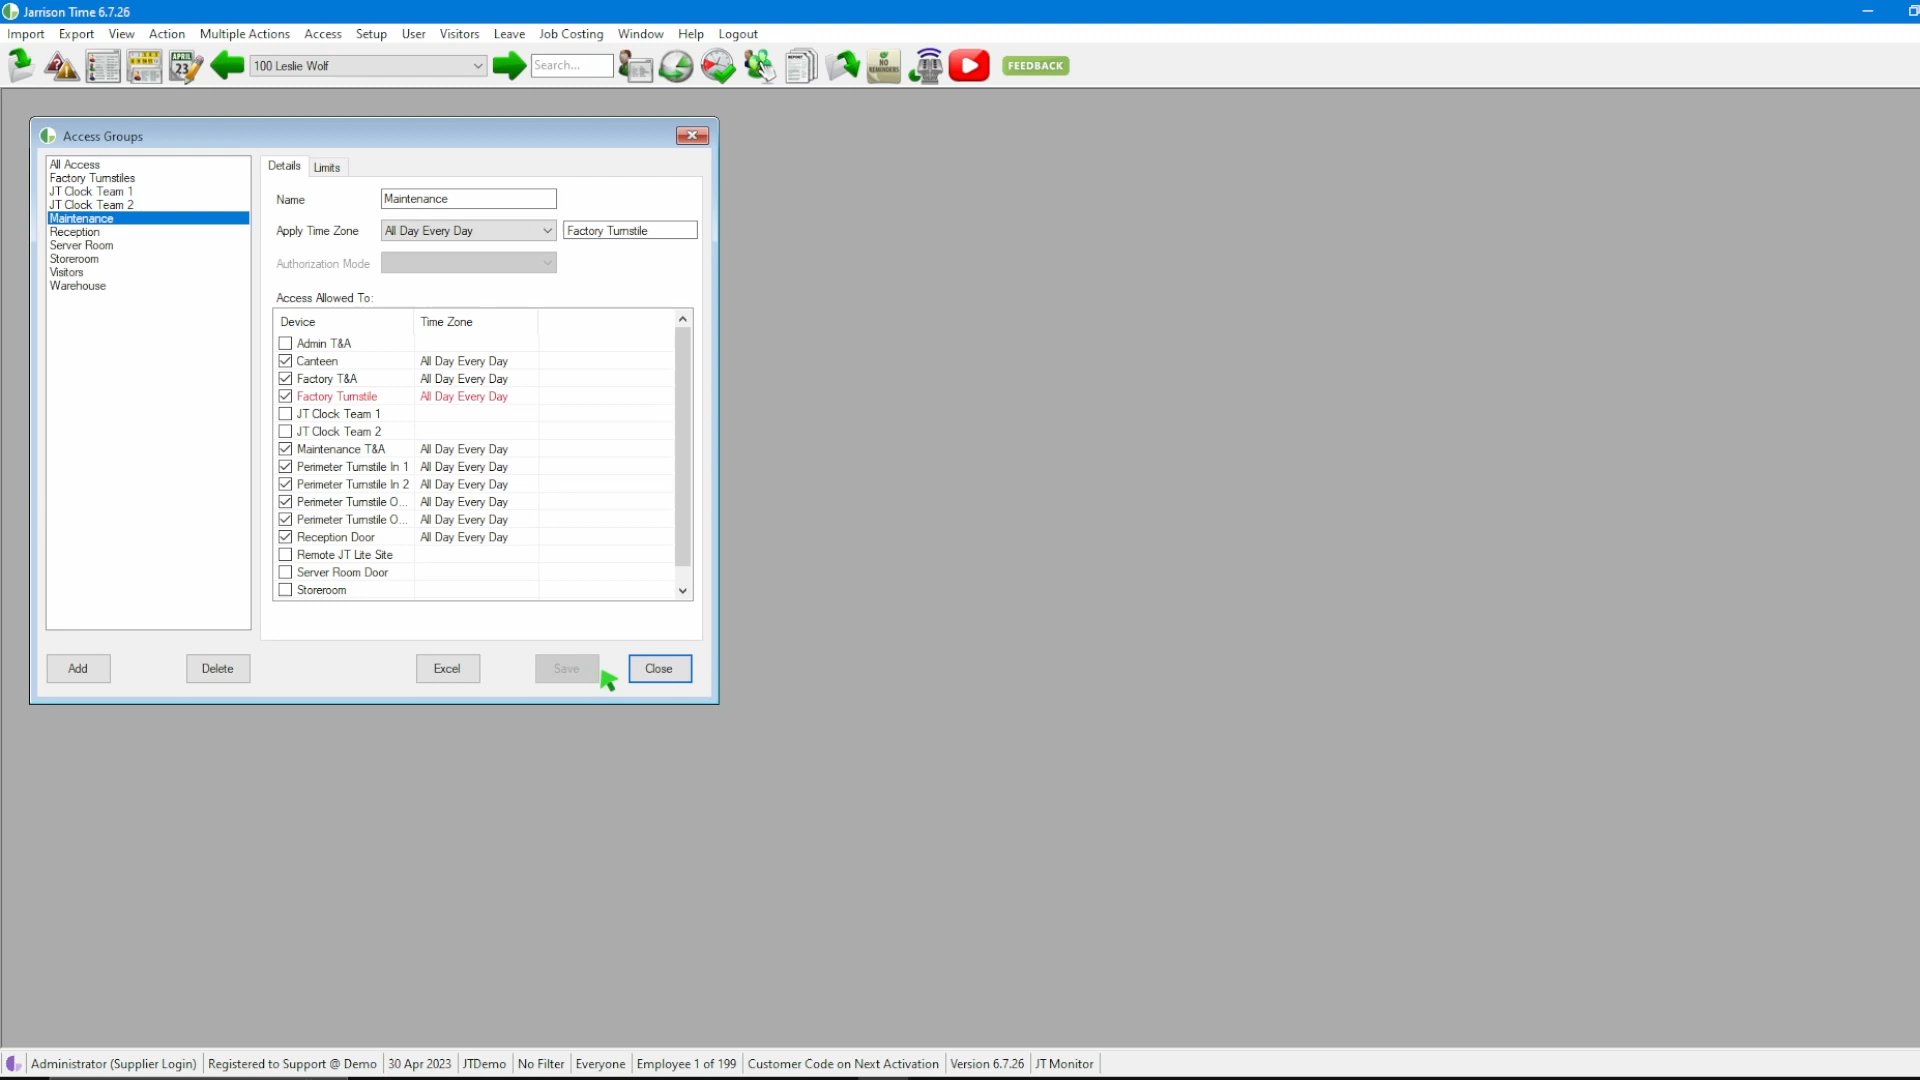 Jarrison Time 6.7.26
Import Export View Action Multiple Actions Access Setup User Visitors Leave Job Costing Window Help Logout
APRIL 23 100 Leslie Wolf Search... REPORT NO REMINDERS FEEDBACK
Access Groups
All Access
Factory Turnstiles
JT Clock Team 1
JT Clock Team 2
Maintenance
Reception
Server Room
Storeroom
Visitors
Warehouse
Details Limits
Name Maintenance
Apply Time Zone All Day Every Day Factory Turnstile
Authorization Mode
Access Allowed To:
Device Time Zone
Admin T&A
Canteen All Day Every Day
Factory T&A All Day Every Day
Factory Turnstile All Day Every Day
JT Clock Team 1
JT Clock Team 2
Maintenance T&A All Day Every Day
Perimeter Turnstile In 1 All Day Every Day
Perimeter Turnstile In 2 All Day Every Day
Perimeter Turnstile O... All Day Every Day
Perimeter Turnstile O... All Day Every Day
Reception Door All Day Every Day
Remote JT Lite Site
Server Room Door
Storeroom
Add Delete Excel Save Close
Administrator (Supplier Login) Registered to Support @ Demo 30 Apr 2023 JTDemo No Filter Everyone Employee 1 of 199 Customer Code on Next Activation Version 6.7.26 JT Monitor